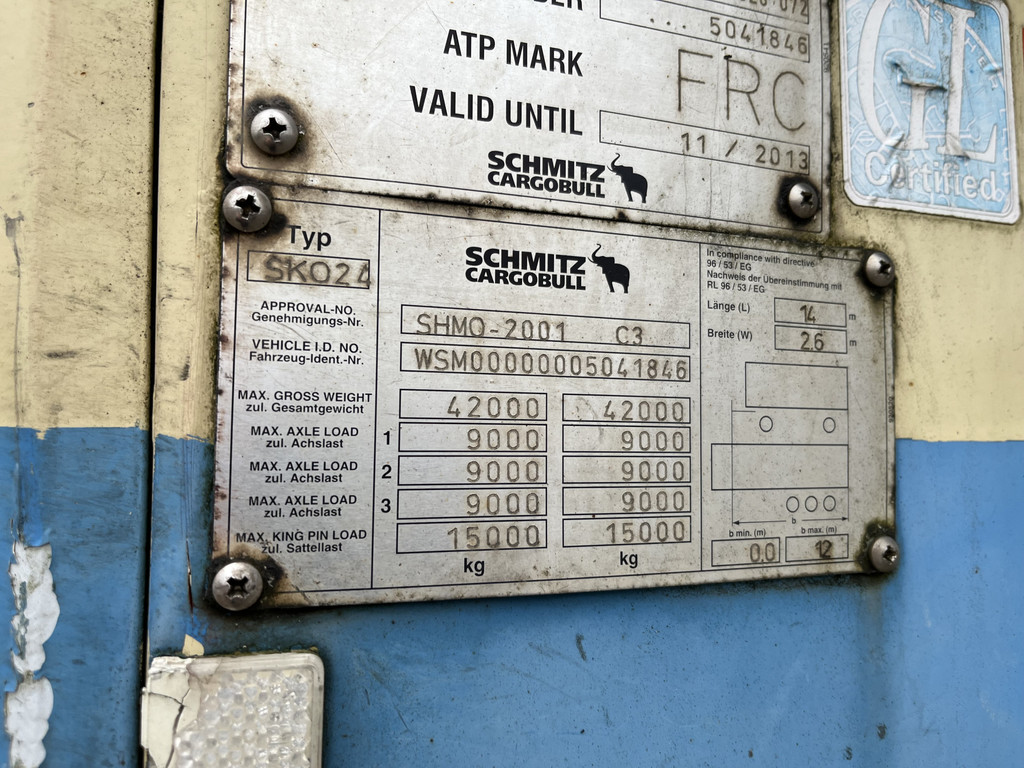 ... 5041846
ATP MARK FRC
VALID UNTIL 11 / 2013
SCHMITZ
CARGOBULL
GL
Certified
Typ
SKO24
SCHMITZ
CARGOBULL
In compliance with directive
96 / 53 / EG
Nachweis der Übereinstimmung mit
RL 96 / 53 / EG
APPROVAL-NO.
Genehmigungs-Nr.
SHMO-2001 C3
Länge (L) 14 m
VEHICLE I.D. NO.
Fahrzeug-Ident.-Nr.
WSM00000005041846
Breite (W) 2.6 m
MAX. GROSS WEIGHT
zul. Gesamtgewicht
42000 42000
MAX. AXLE LOAD
zul. Achslast
1 9000 9000
MAX. AXLE LOAD
zul. Achslast
2 9000 9000
MAX. AXLE LOAD
zul. Achslast
3 9000 9000
MAX. KING PIN LOAD
zul. Sattellast
15000 15000
kg kg
b
b min. (m) b max. (m)
0.0 12